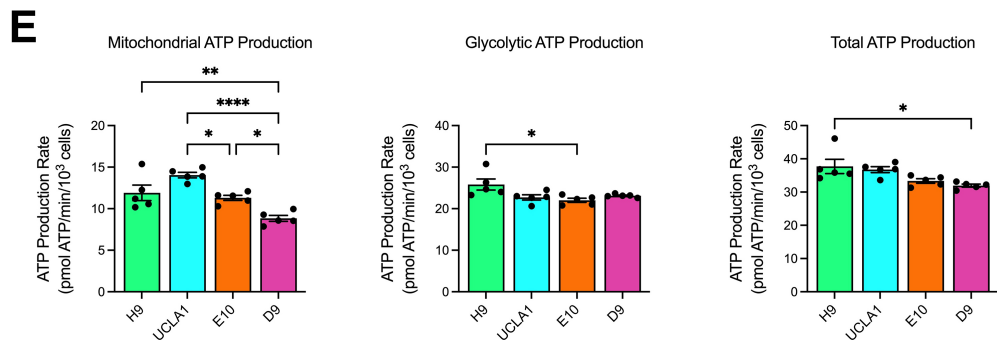 E
Mitochondrial ATP Production
**
****
*
*
ATP Production Rate
(pmol ATP/min/10³ cells)
20
15
10
5
0
H9
UCLA1
E10
D9
Glycolytic ATP Production
*
ATP Production Rate
(pmol ATP/min/10³ cells)
40
30
20
10
0
H9
UCLA1
E10
D9
Total ATP Production
*
ATP Production Rate
(pmol ATP/min/10³ cells)
50
40
30
20
10
0
H9
UCLA1
E10
D9